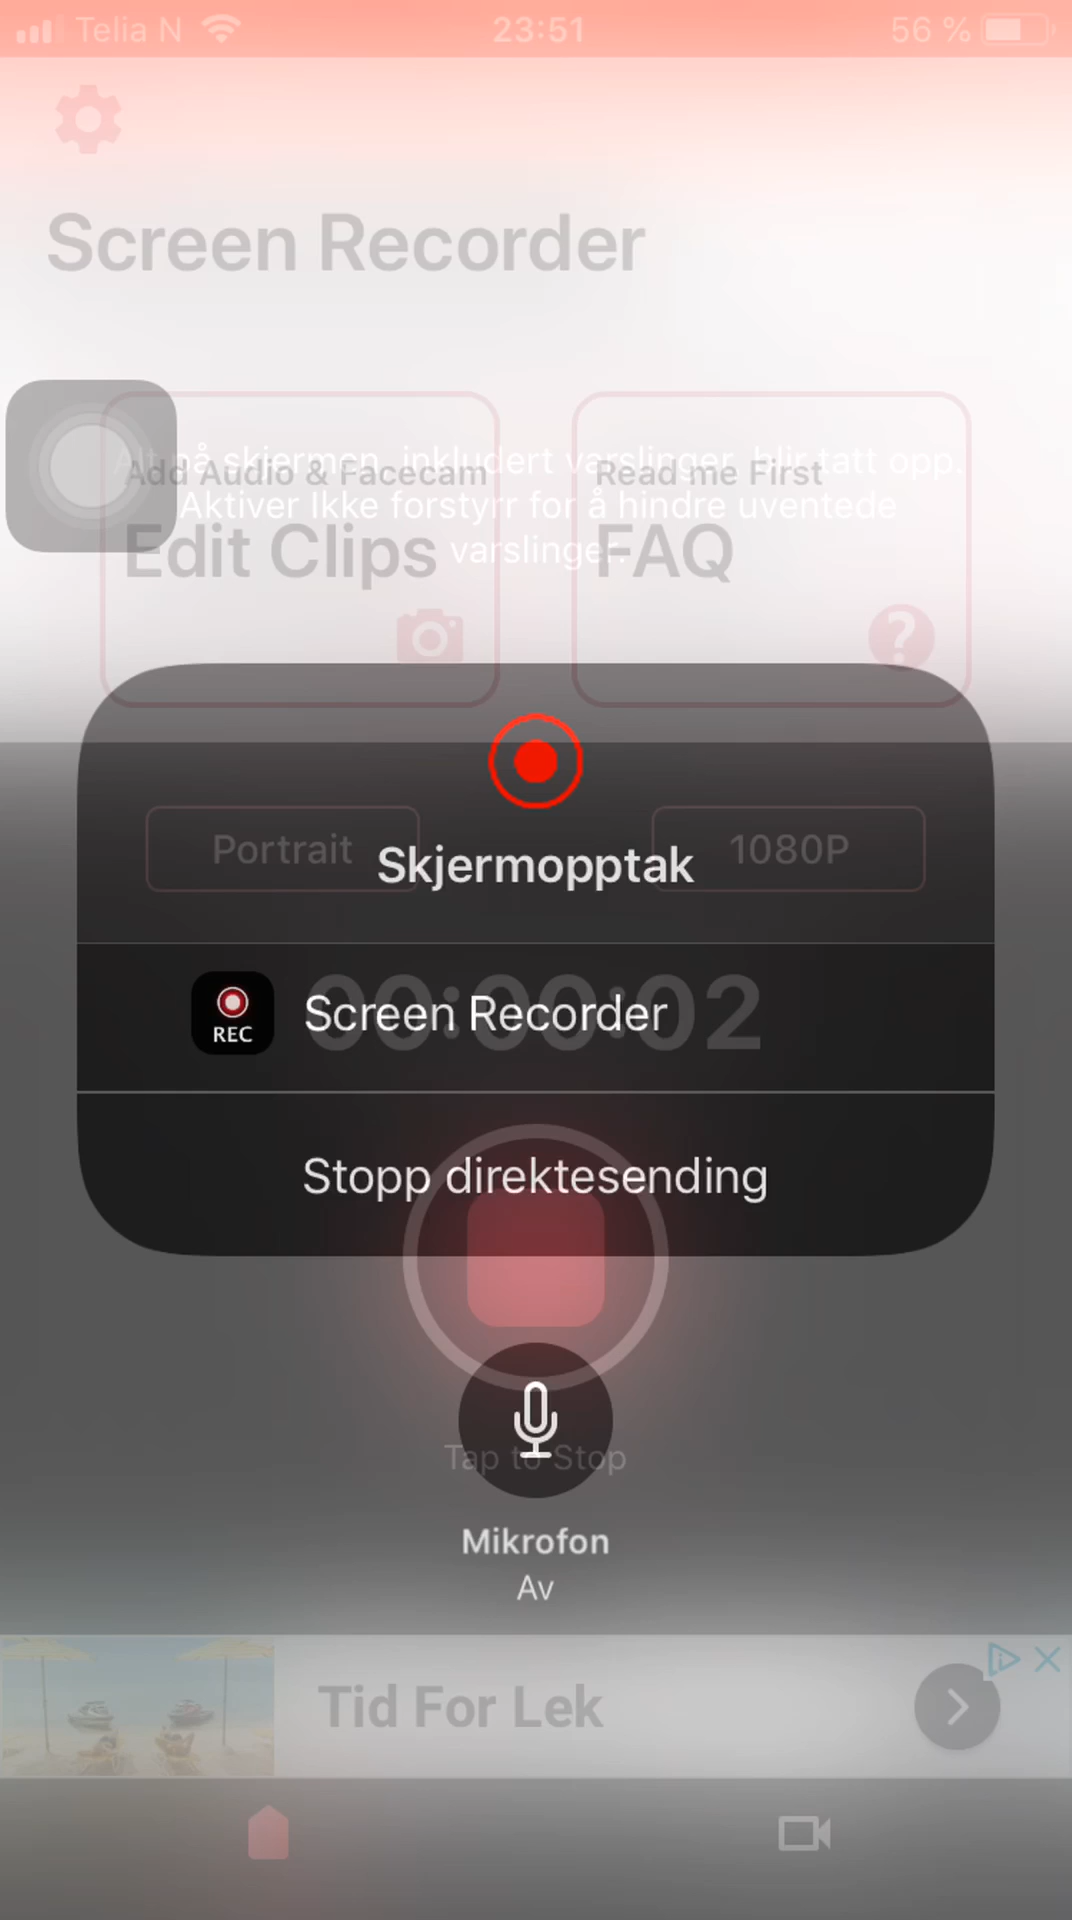 Telia N
23:51
56 %
Screen Recorder
Alt på skjermen, inkludert varslinger, blir tatt opp.
Aktiver Ikke forstyrr for å hindre uventede
varslinger.
Add Audio & Facecam
Edit Clips
Read me First
FAQ
?
Portrait
1080P
Skjermopptak
00:00:02
REC
Screen Recorder
Stopp direktesending
Tap to Stop
Mikrofon
Av
Tid For Lek